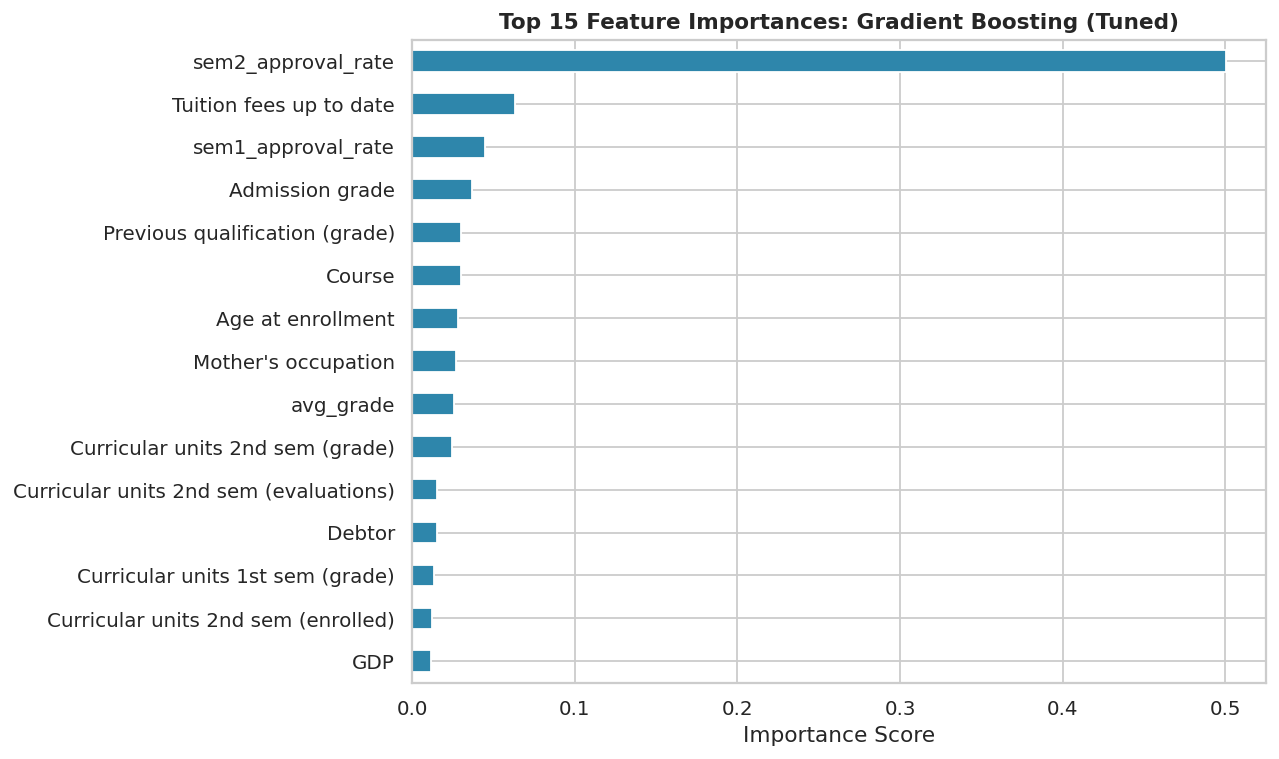 Top 15 Feature Importances: Gradient Boosting (Tuned)
sem2_approval_rate
Tuition fees up to date
sem1_approval_rate
Admission grade
Previous qualification (grade)
Course
Age at enrollment
Mother's occupation
avg_grade
Curricular units 2nd sem (grade)
Curricular units 2nd sem (evaluations)
Debtor
Curricular units 1st sem (grade)
Curricular units 2nd sem (enrolled)
GDP
0.0 0.1 0.2 0.3 0.4 0.5
Importance Score